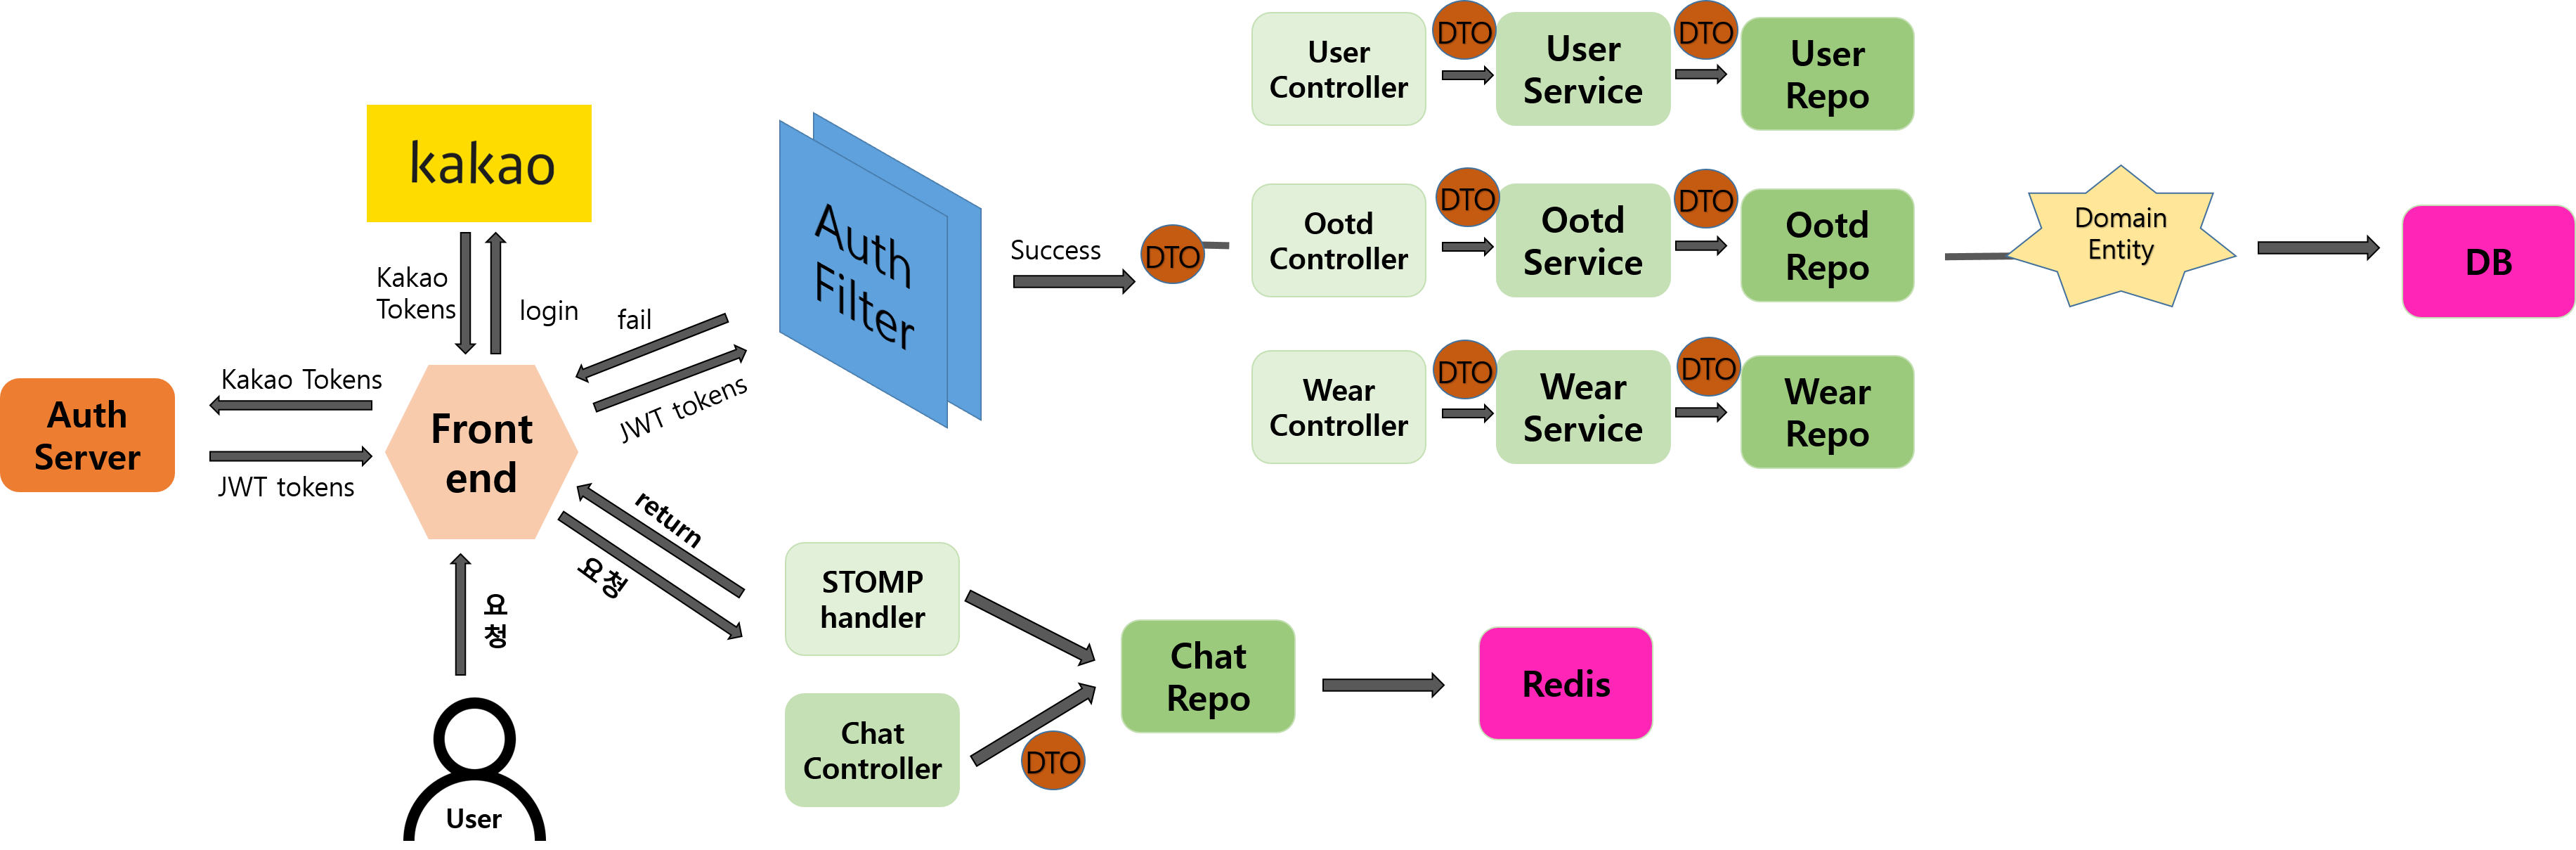 kakao
Kakao
Tokens
login
Kakao Tokens
Auth
Server
JWT tokens
Front
end
요
청
User
fail
JWT tokens
return
요청
Auth
Filter
Success
DTO
User
Controller
DTO
User
Service
DTO
User
Repo
Ootd
Controller
DTO
Ootd
Service
DTO
Ootd
Repo
Wear
Controller
DTO
Wear
Service
DTO
Wear
Repo
Domain
Entity
DB
STOMP
handler
Chat
Controller
DTO
Chat
Repo
Redis